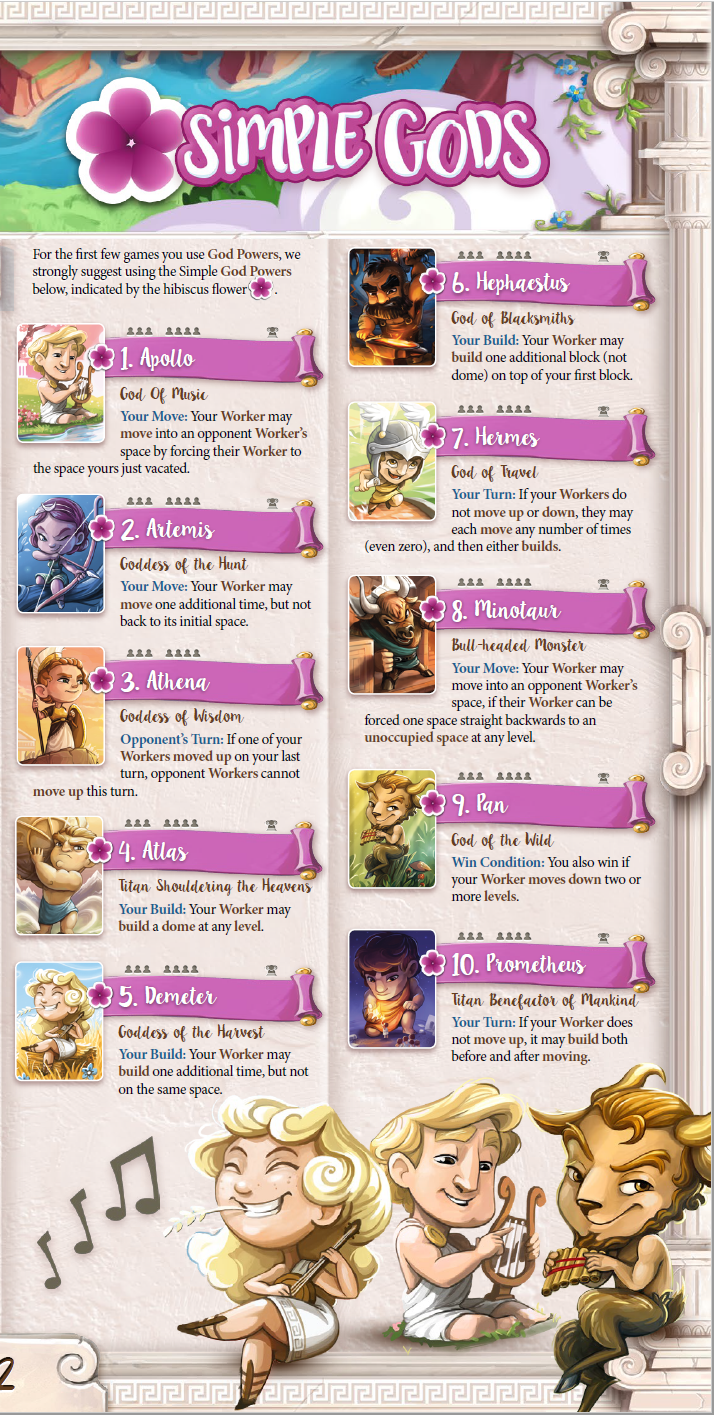 SIMPLE GODS
For the first few games you use God Powers, we
strongly suggest using the Simple God Powers
below, indicated by the hibiscus flower .
1. Apollo
God Of Music
Your Move: Your Worker may
move into an opponent Worker's
space by forcing their Worker to
the space yours just vacated.
2. Artemis
Goddess of the Hunt
Your Move: Your Worker may
move one additional time, but not
back to its initial space.
3. Athena
Goddess of Wisdom
Opponent's Turn: If one of your
Workers moved up on your last
turn, opponent Workers cannot
move up this turn.
4. Atlas
Titan Shouldering the Heavens
Your Build: Your Worker may
build a dome at any level.
5. Demeter
Goddess of the Harvest
Your Build: Your Worker may
build one additional time, but not
on the same space.
6. Hephaestus
God of Blacksmiths
Your Build: Your Worker may
build one additional block (not
dome) on top of your first block.
7. Hermes
God of Travel
Your Turn: If your Workers do
not move up or down, they may
each move any number of times
(even zero), and then either builds.
8. Minotaur
Bull-headed Monster
Your Move: Your Worker may
move into an opponent Worker's
space, if their Worker can be
forced one space straight backwards to an
unoccupied space at any level.
9. Pan
God of the Wild
Win Condition: You also win if
your Worker moves down two or
more levels.
10. Prometheus
Titan Benefactor of Mankind
Your Turn: If your Worker does
not move up, it may build both
before and after moving.
2